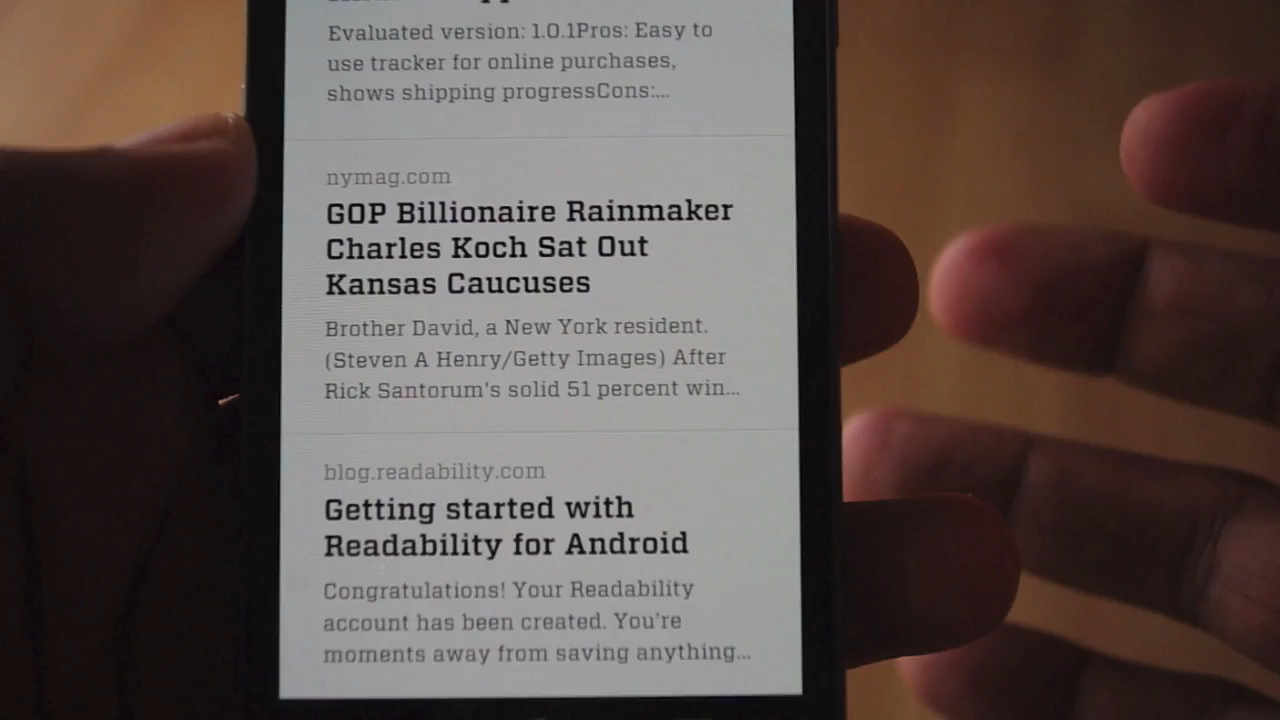 Evaluated version: 1.0.1Pros: Easy to
use tracker for online purchases,
shows shipping progressCons:...
nymag.com
GOP Billionaire Rainmaker
Charles Koch Sat Out
Kansas Caucuses
Brother David, a New York resident.
(Steven A Henry/Getty Images) After
Rick Santorum's solid 51 percent win...
blog.readability.com
Getting started with
Readability for Android
Congratulations! Your Readability
account has been created. You're
moments away from saving anything...